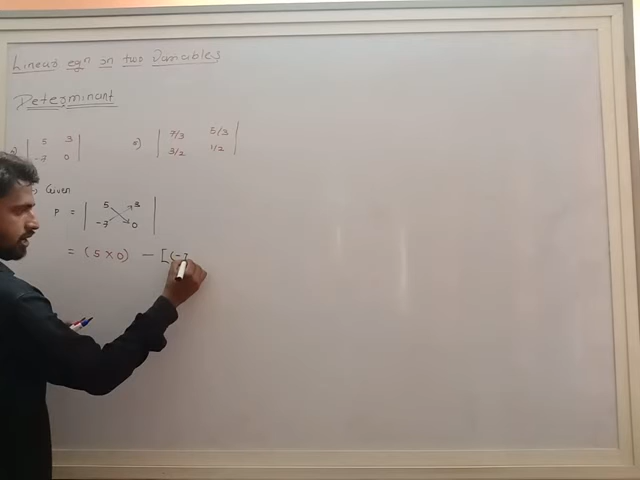 Linear eqn in two Variables
Determinant
5 3 | 7/3 5/3
-7 0 | 3/2 1/2
Given
P = | 5 3 |
| -7 0 |
= (5 X 0) - [(-7